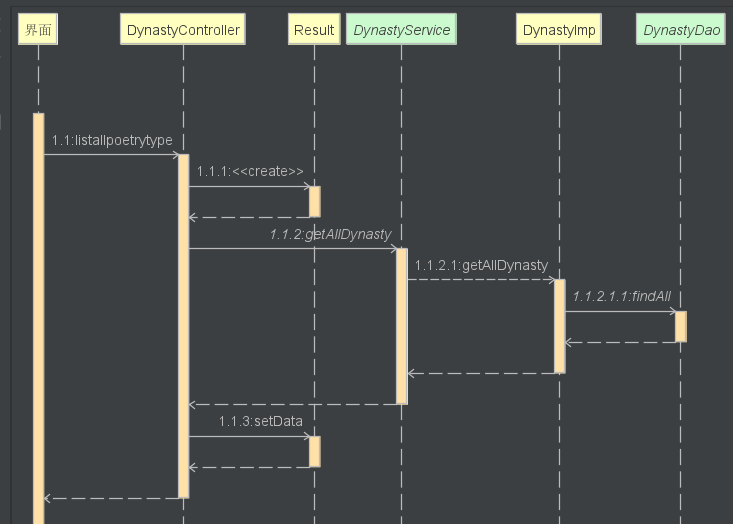 界面
DynastyController
Result
DynastyService
DynastyImp
DynastyDao
1.1:listallpoetrytype
1.1.1:<<create>>
1.1.2:getAllDynasty
1.1.2.1:getAllDynasty
1.1.2.1.1:findAll
1.1.3:setData